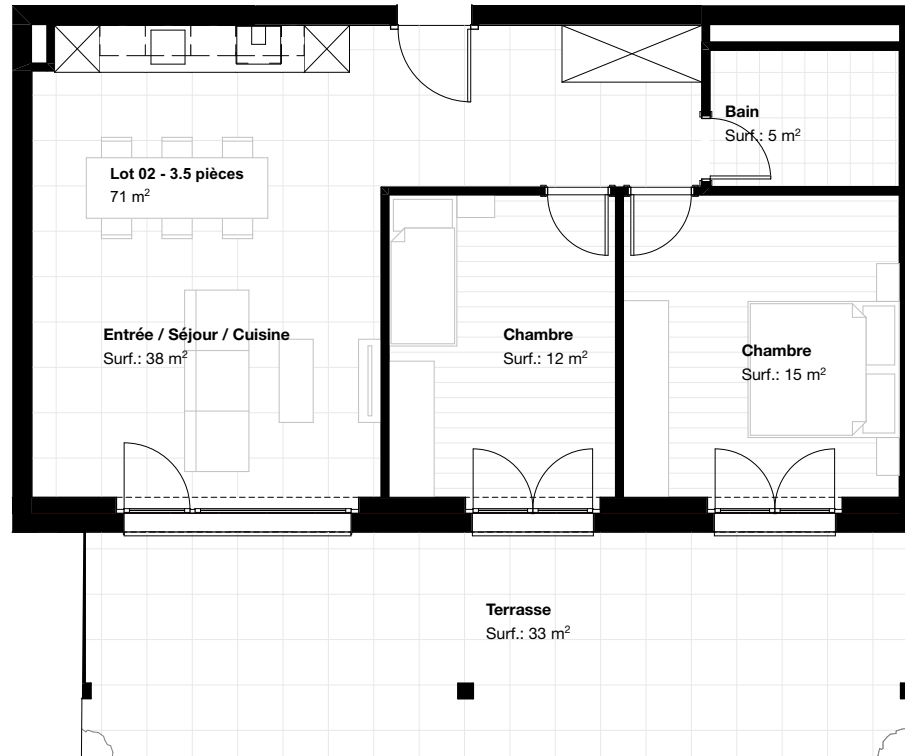 Bain
Surf.: 5 m²
Lot 02 - 3.5 pièces
71 m²
Entrée / Séjour / Cuisine
Surf.: 38 m²
Chambre
Surf.: 12 m²
Chambre
Surf.: 15 m²
Terrasse
Surf.: 33 m²